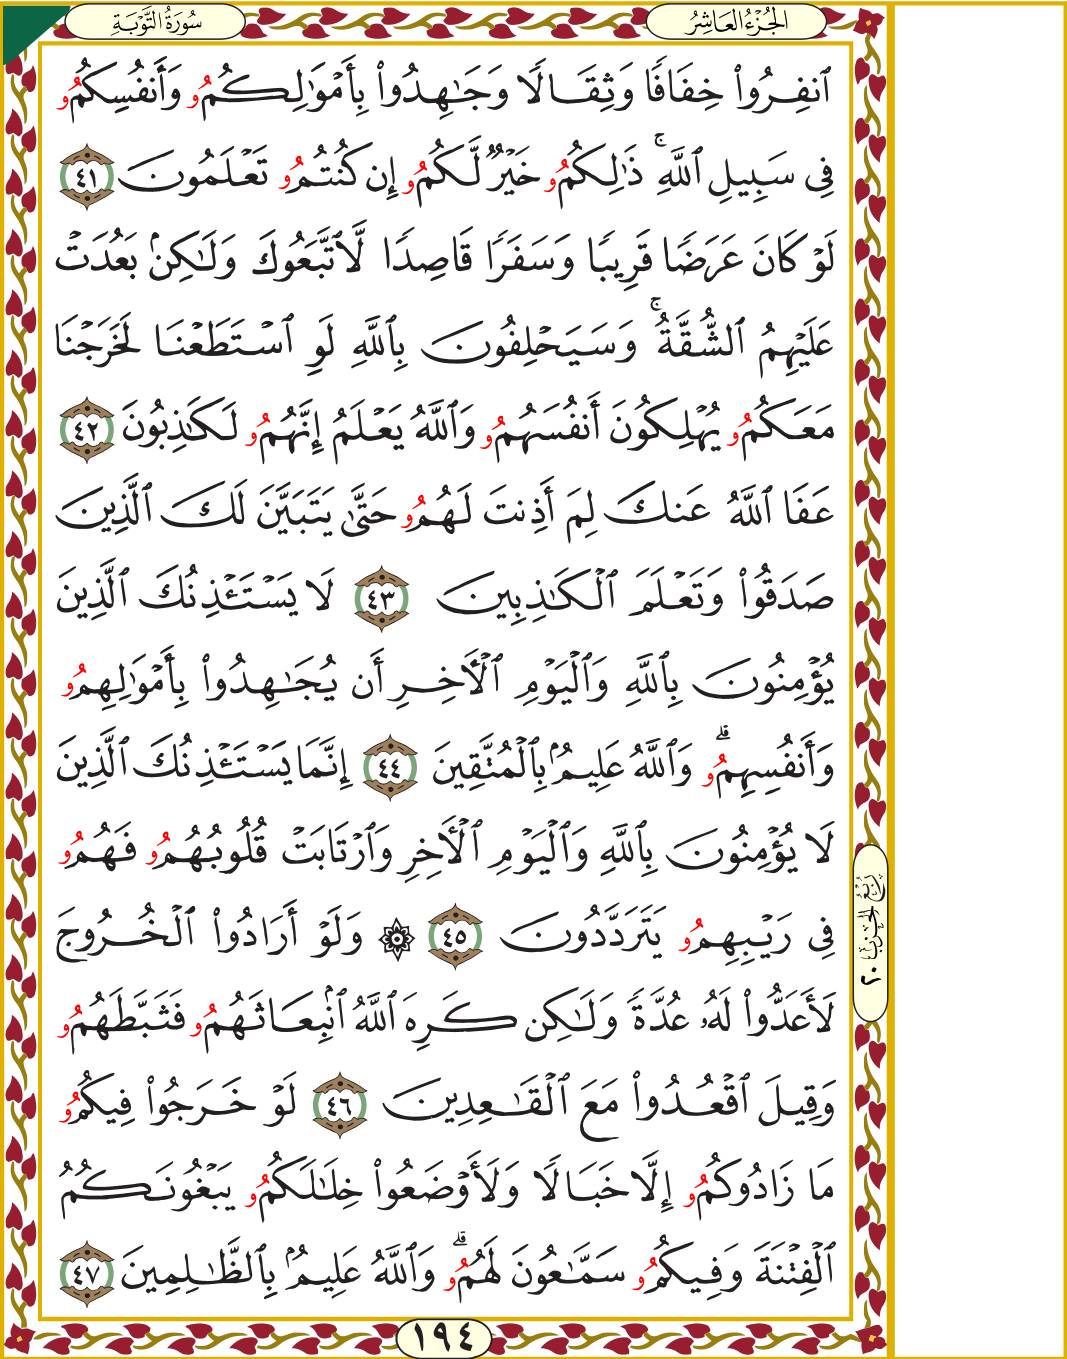 سُورَةُ التَّوْبَةِ
الجُزْءُ العَاشِرُ
ٱنفِرُوا۟ خِفَافًا وَثِقَالًا وَجَٰهِدُوا۟ بِأَمْوَٰلِكُمُۥ وَأَنفُسِكُمُۥ
فِى سَبِيلِ ٱللَّهِۚ ذَٰلِكُمُۥ خَيْرٌ لَّكُمُۥ إِن كُنتُمُۥ تَعْلَمُونَ ٤١
لَوْ كَانَ عَرَضًا قَرِيبًا وَسَفَرًا قَاصِدًا لَّٱتَّبَعُوكَ وَلَٰكِنۢ بَعُدَتْ
عَلَيْهِمُ ٱلشُّقَّةُۚ وَسَيَحْلِفُونَ بِٱللَّهِ لَوِ ٱسْتَطَعْنَا لَخَرَجْنَا
مَعَكُمُۥ يُهْلِكُونَ أَنفُسَهُمُۥ وَٱللَّهُ يَعْلَمُ إِنَّهُمُۥ لَكَٰذِبُونَ ٤٢
عَفَا ٱللَّهُ عَنكَ لِمَ أَذِنتَ لَهُمُۥ حَتَّىٰ يَتَبَيَّنَ لَكَ ٱلَّذِينَ
صَدَقُوا۟ وَتَعْلَمَ ٱلْكَٰذِبِينَ ٤٣ لَا يَسْتَـْٔذِنُكَ ٱلَّذِينَ
يُؤْمِنُونَ بِٱللَّهِ وَٱلْيَوْمِ ٱلْأَخِرِ أَن يُجَٰهِدُوا۟ بِأَمْوَٰلِهِمُۥ
وَأَنفُسِهِمُۥۗ وَٱللَّهُ عَلِيمٌۢ بِٱلْمُتَّقِينَ ٤٤ إِنَّمَا يَسْتَـْٔذِنُكَ ٱلَّذِينَ
لَا يُؤْمِنُونَ بِٱللَّهِ وَٱلْيَوْمِ ٱلْأَخِرِ وَٱرْتَابَتْ قُلُوبُهُمُۥ فَهُمُۥ
فِى رَيْبِهِمُۥ يَتَرَدَّدُونَ ٤٥ ۞ وَلَوْ أَرَادُوا۟ ٱلْخُرُوجَ
لَأَعَدُّوا۟ لَهُۥ عُدَّةً وَلَٰكِن كَرِهَ ٱللَّهُ ٱنۢبِعَاثَهُمُۥ فَثَبَّطَهُمُۥ
وَقِيلَ ٱقْعُدُوا۟ مَعَ ٱلْقَٰعِدِينَ ٤٦ لَوْ خَرَجُوا۟ فِيكُمُۥ
مَا زَادُوكُمُۥ إِلَّا خَبَالًا وَلَأَوْضَعُوا۟ خِلَٰلَكُمُۥ يَبْغُونَكُمُ
ٱلْفِتْنَةَ وَفِيكُمُۥ سَمَّٰعُونَ لَهُمُۥۗ وَٱللَّهُ عَلِيمٌۢ بِٱلظَّٰلِمِينَ ٤٧
رُبْعُ الحِزْبِ ٢٠
١٩٤